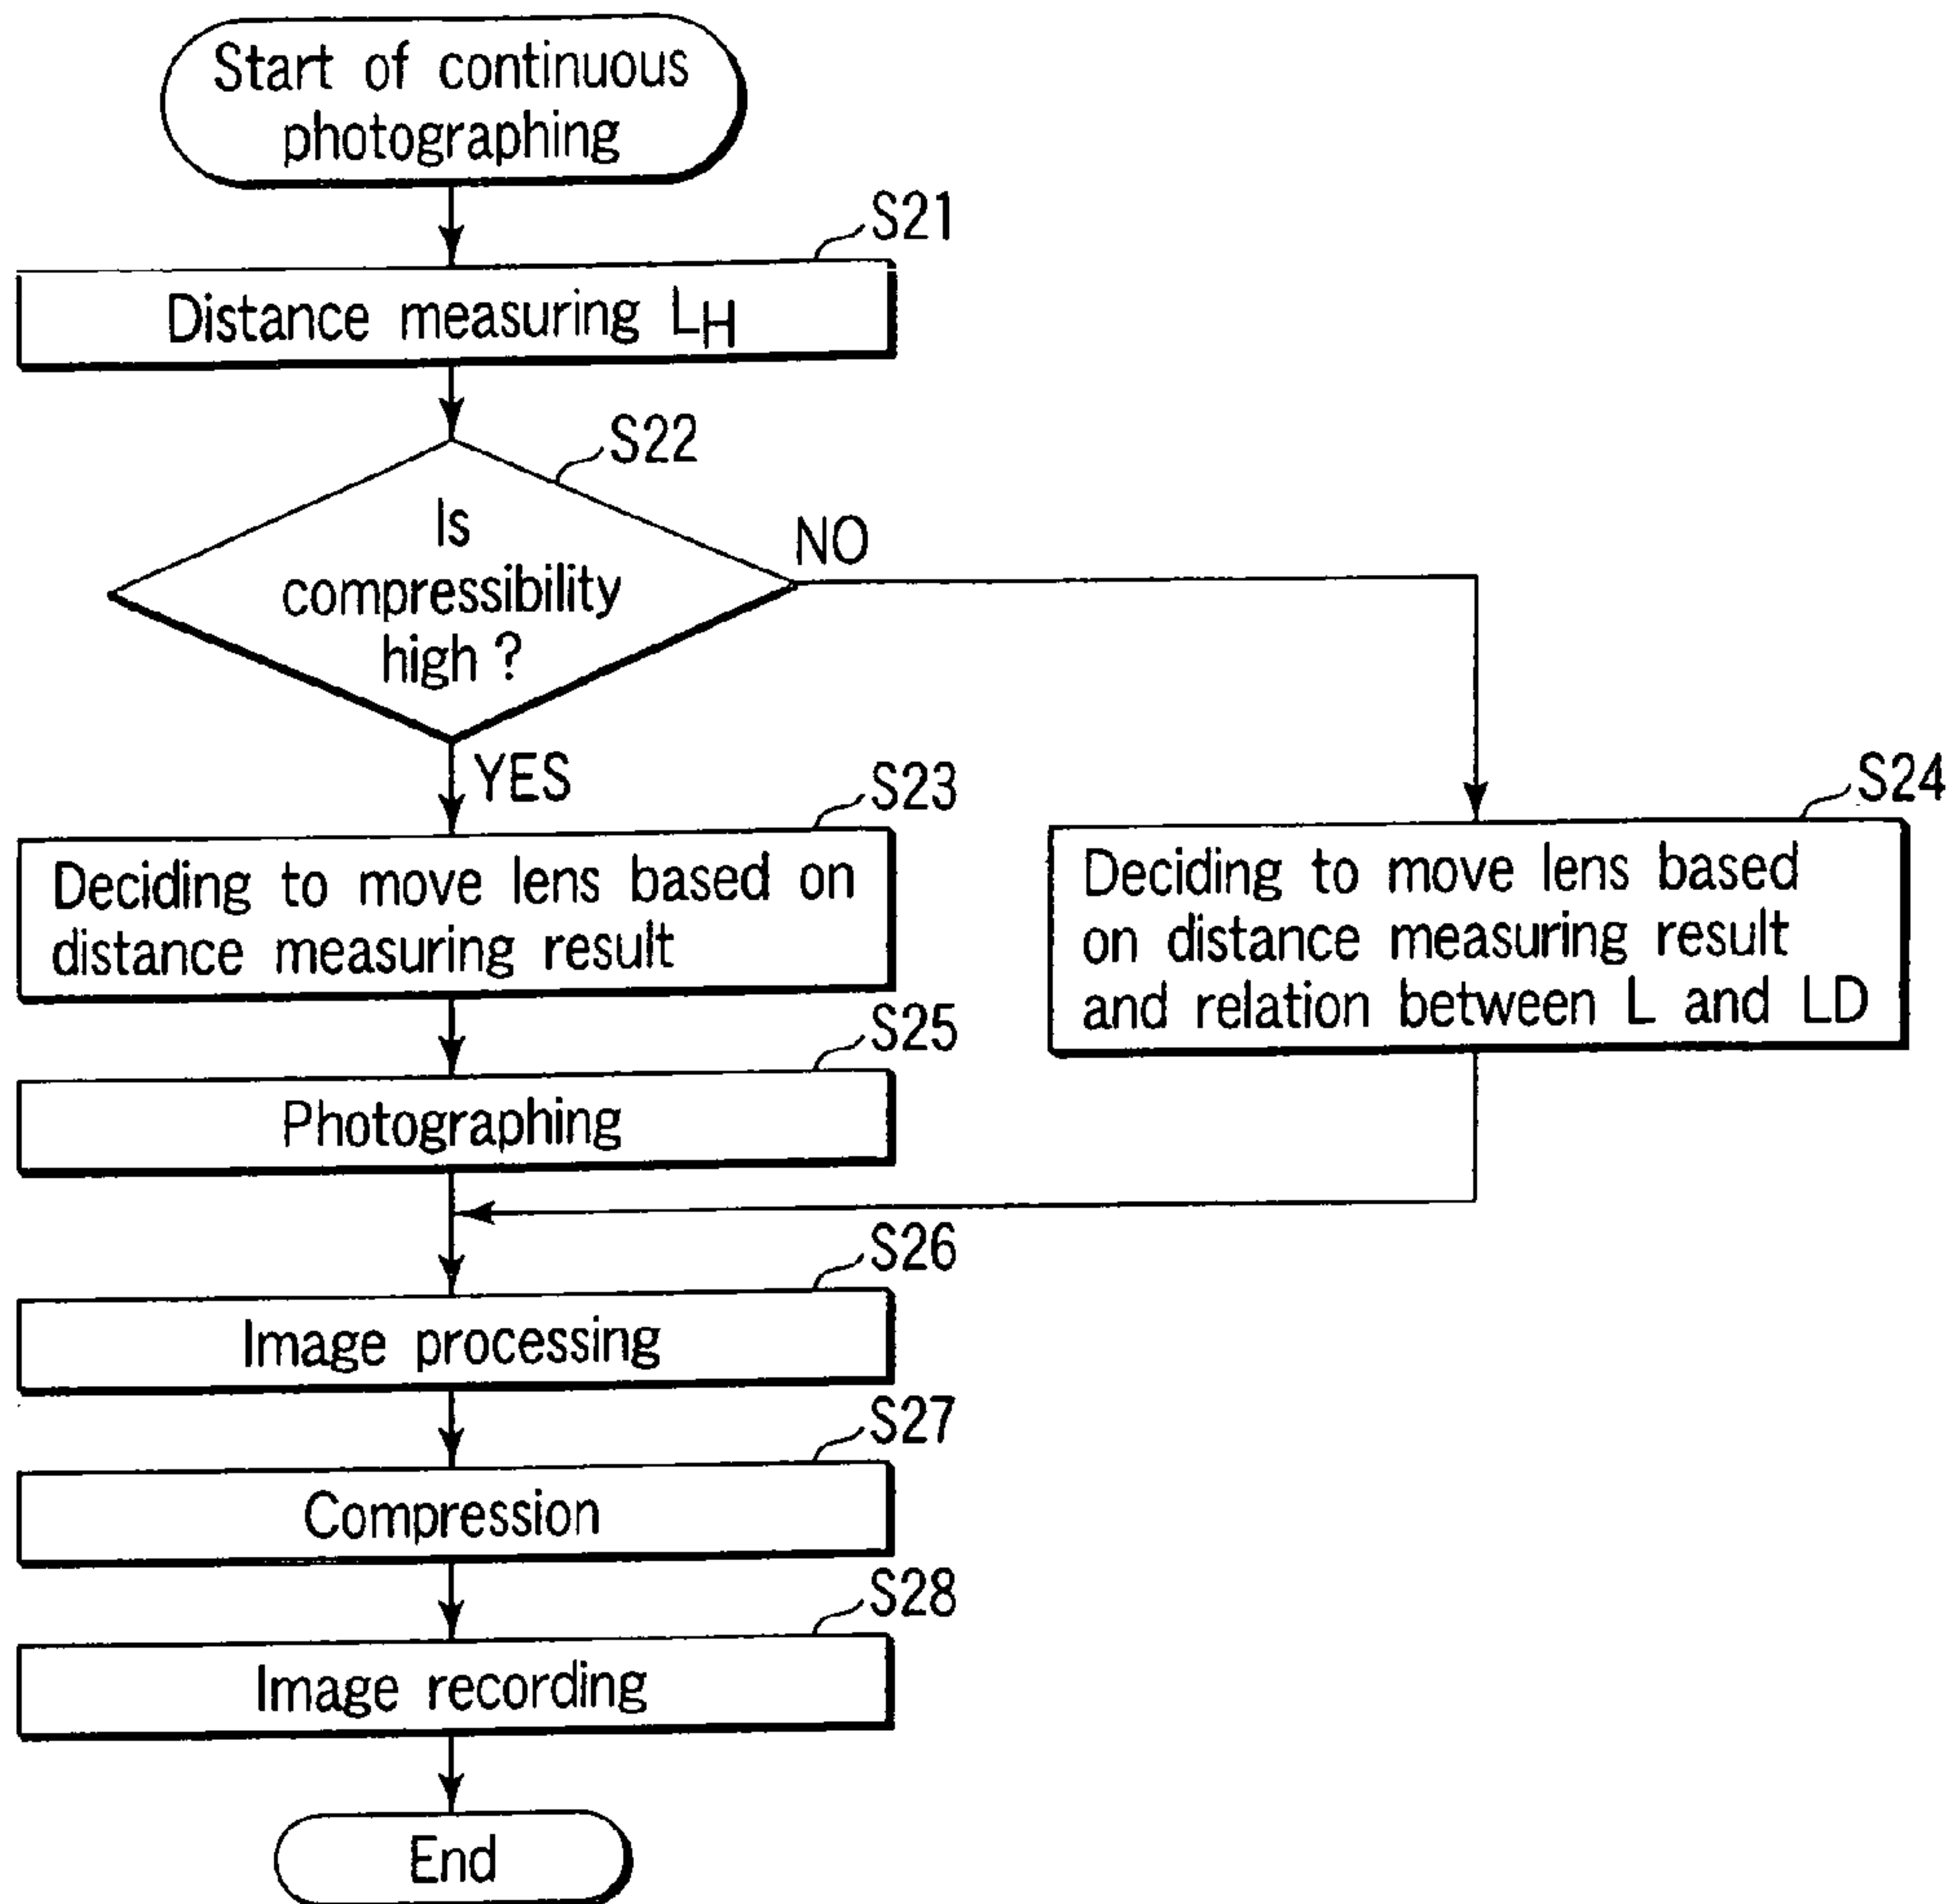 Start of continuous
photographing
S21
Distance measuring LH
S22
Is
compressibility
high ?
NO
YES
S23
Deciding to move lens based on
distance measuring result
S24
Deciding to move lens based
on distance measuring result
and relation between L and LD
S25
Photographing
S26
Image processing
S27
Compression
S28
Image recording
End